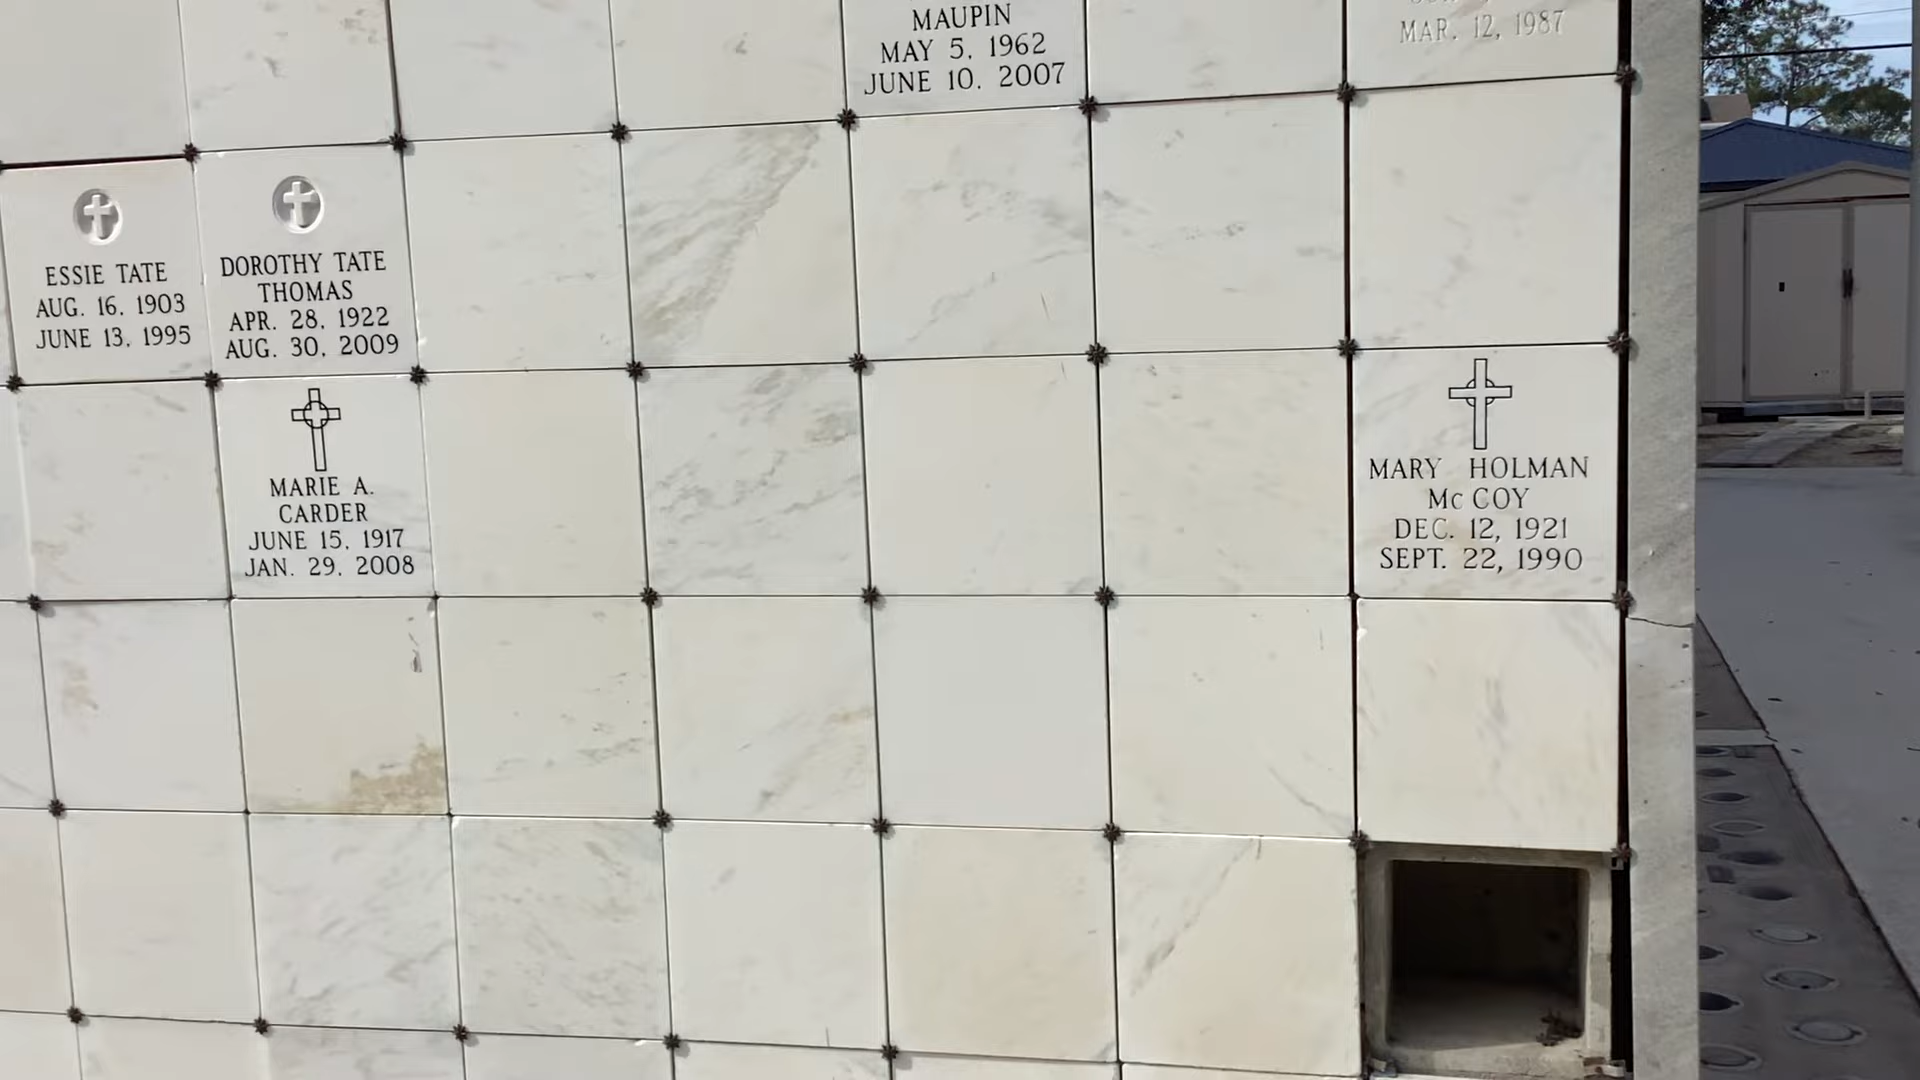 MAUPIN
MAY 5, 1962
JUNE 10, 2007
MAR. 12, 1987
ESSIE TATE
AUG. 16, 1903
JUNE 13, 1995
DOROTHY TATE
THOMAS
APR. 28, 1922
AUG. 30, 2009
MARIE A.
CARDER
JUNE 15, 1917
JAN. 29, 2008
MARY HOLMAN
Mc COY
DEC. 12, 1921
SEPT. 22, 1990